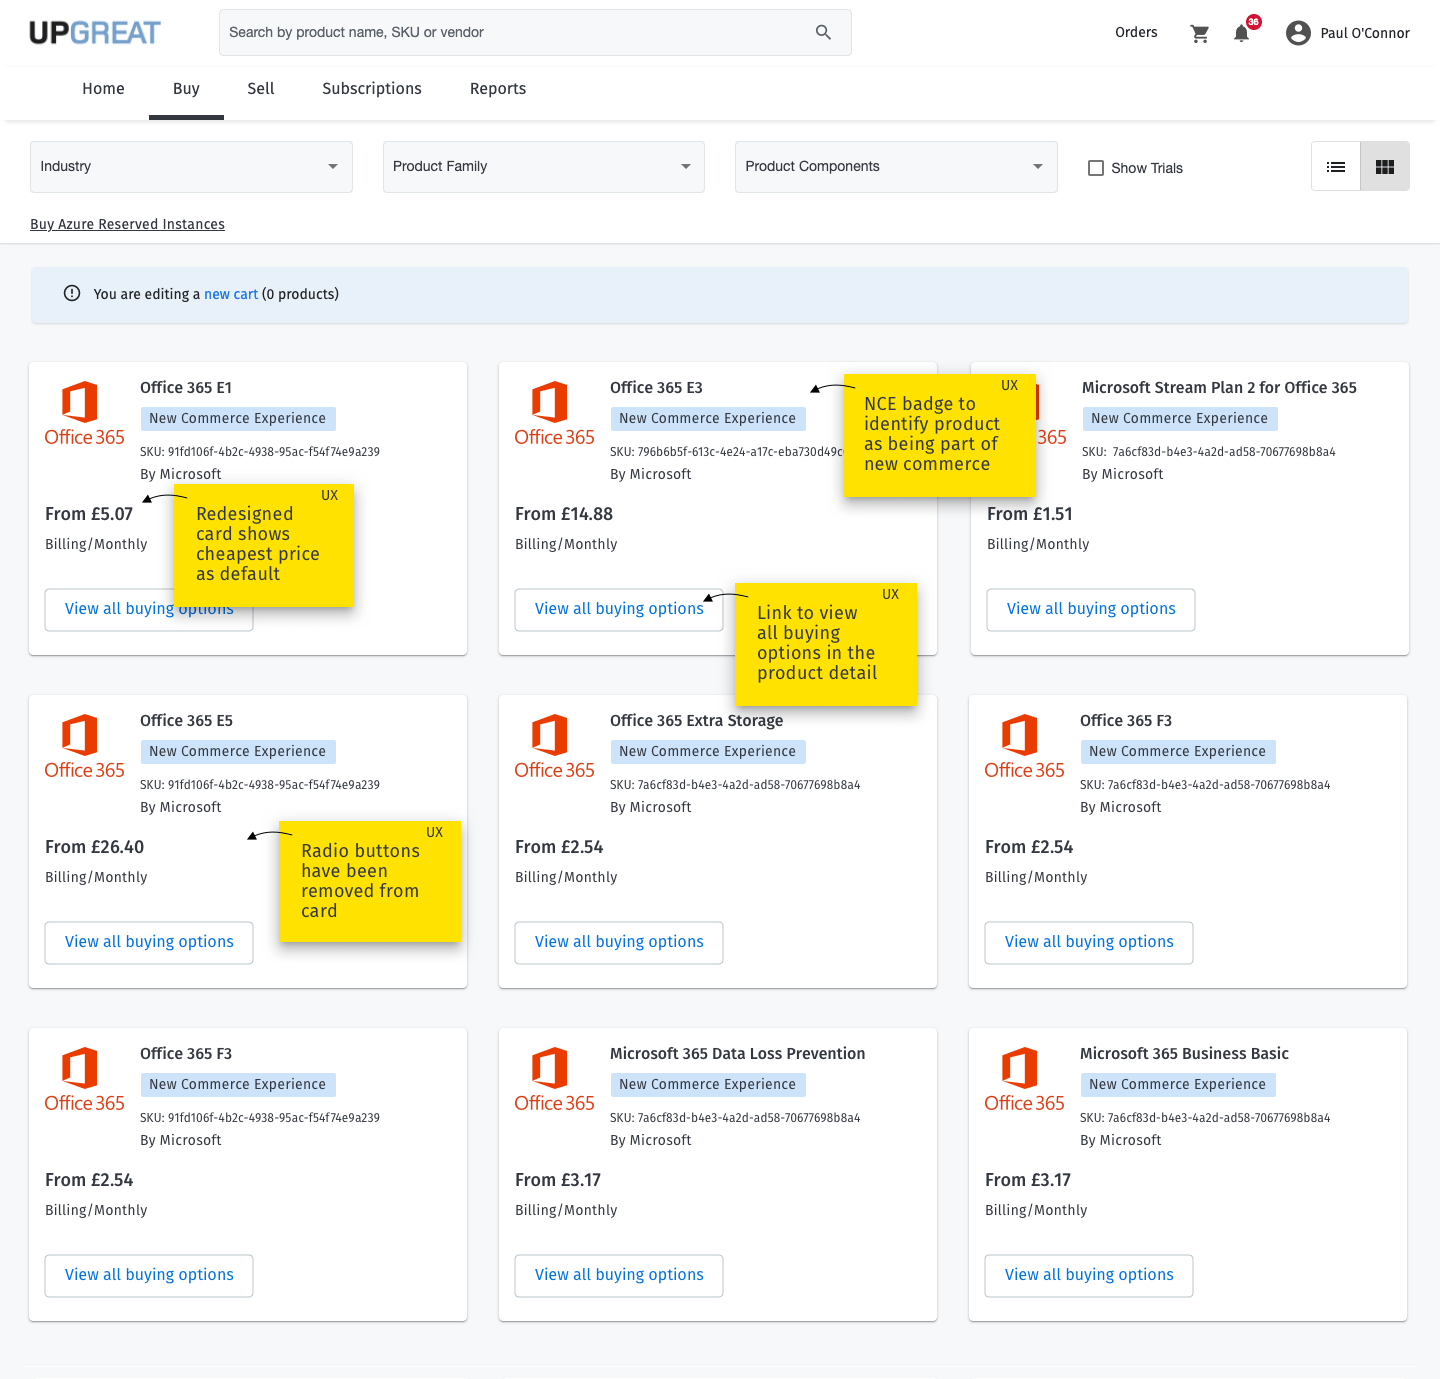 UPGREAT
Search by product name, SKU or vendor
Orders
36
Paul O'Connor
Home
Buy
Sell
Subscriptions
Reports
Industry
Product Family
Product Components
Show Trials
Buy Azure Reserved Instances
You are editing a new cart (0 products)
Office 365
Office 365 E1
New Commerce Experience
SKU: 91fd106f-4b2c-4938-95ac-f54f74e9a239
By Microsoft
From £5.07
Billing/Monthly
View all buying options
UX
Redesigned
card shows
cheapest price
as default
Office 365
Office 365 E3
New Commerce Experience
SKU: 796b6b5f-613c-4e24-a17c-eba730d49c
By Microsoft
From £14.88
Billing/Monthly
View all buying options
UX
NCE badge to
identify product
as being part of
new commerce
UX
Link to view
all buying
options in the
product detail
365
Microsoft Stream Plan 2 for Office 365
New Commerce Experience
SKU: 7a6cf83d-b4e3-4a2d-ad58-70677698b8a4
By Microsoft
From £1.51
Billing/Monthly
View all buying options
Office 365
Office 365 E5
New Commerce Experience
SKU: 91fd106f-4b2c-4938-95ac-f54f74e9a239
By Microsoft
From £26.40
Billing/Monthly
View all buying options
UX
Radio buttons
have been
removed from
card
Office 365
Office 365 Extra Storage
New Commerce Experience
SKU: 7a6cf83d-b4e3-4a2d-ad58-70677698b8a4
By Microsoft
From £2.54
Billing/Monthly
View all buying options
Office 365
Office 365 F3
New Commerce Experience
SKU: 7a6cf83d-b4e3-4a2d-ad58-70677698b8a4
By Microsoft
From £2.54
Billing/Monthly
View all buying options
Office 365
Office 365 F3
New Commerce Experience
SKU: 91fd106f-4b2c-4938-95ac-f54f74e9a239
By Microsoft
From £2.54
Billing/Monthly
View all buying options
Office 365
Microsoft 365 Data Loss Prevention
New Commerce Experience
SKU: 7a6cf83d-b4e3-4a2d-ad58-70677698b8a4
By Microsoft
From £3.17
Billing/Monthly
View all buying options
Office 365
Microsoft 365 Business Basic
New Commerce Experience
SKU: 7a6cf83d-b4e3-4a2d-ad58-70677698b8a4
By Microsoft
From £3.17
Billing/Monthly
View all buying options